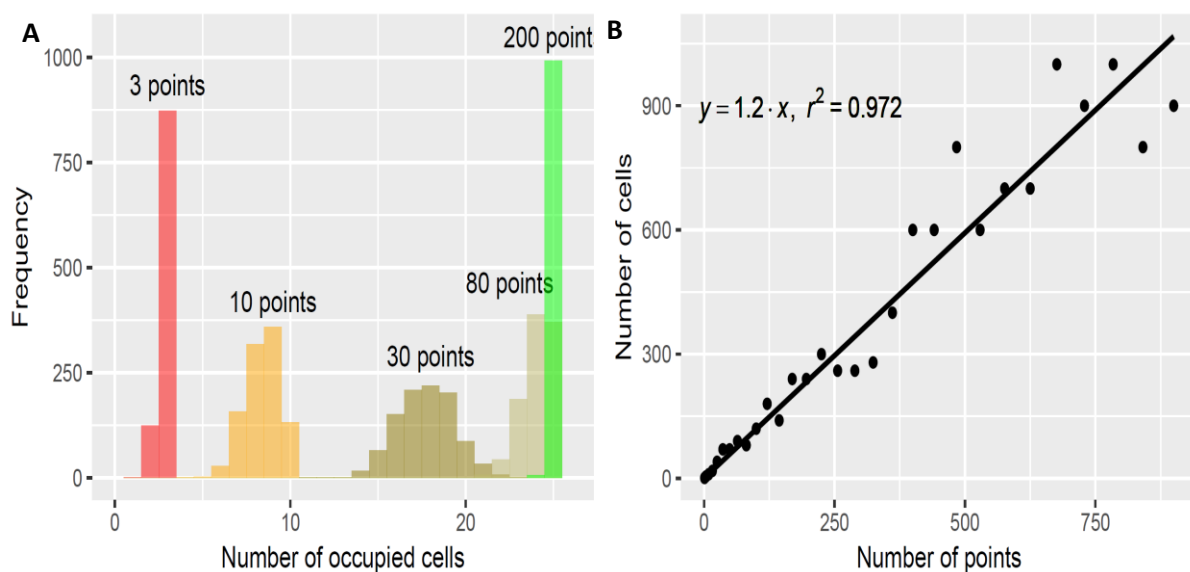 A
200 point
3 points
80 points
10 points
30 points
1000
750
500
250
0
Frequency
0
10
20
Number of occupied cells
B
y = 1.2 · x, r² = 0.972
900
600
300
0
Number of cells
0
250
500
750
Number of points